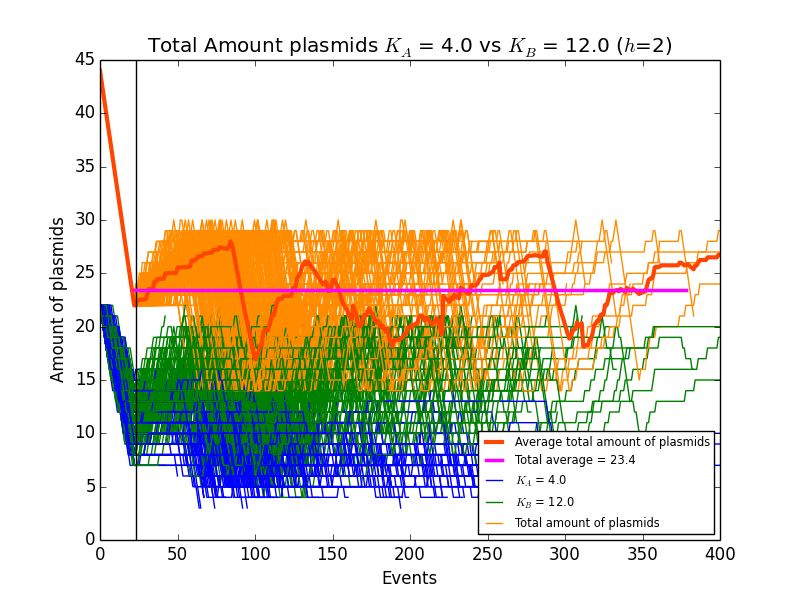 Total Amount plasmids K_A = 4.0 vs K_B = 12.0 (h=2)
45
40
35
30
25
20
15
10
5
0
Amount of plasmids
0 50 100 150 200 250 300 350 400
Events
Average total amount of plasmids
Total average = 23.4
K_A = 4.0
K_B = 12.0
Total amount of plasmids